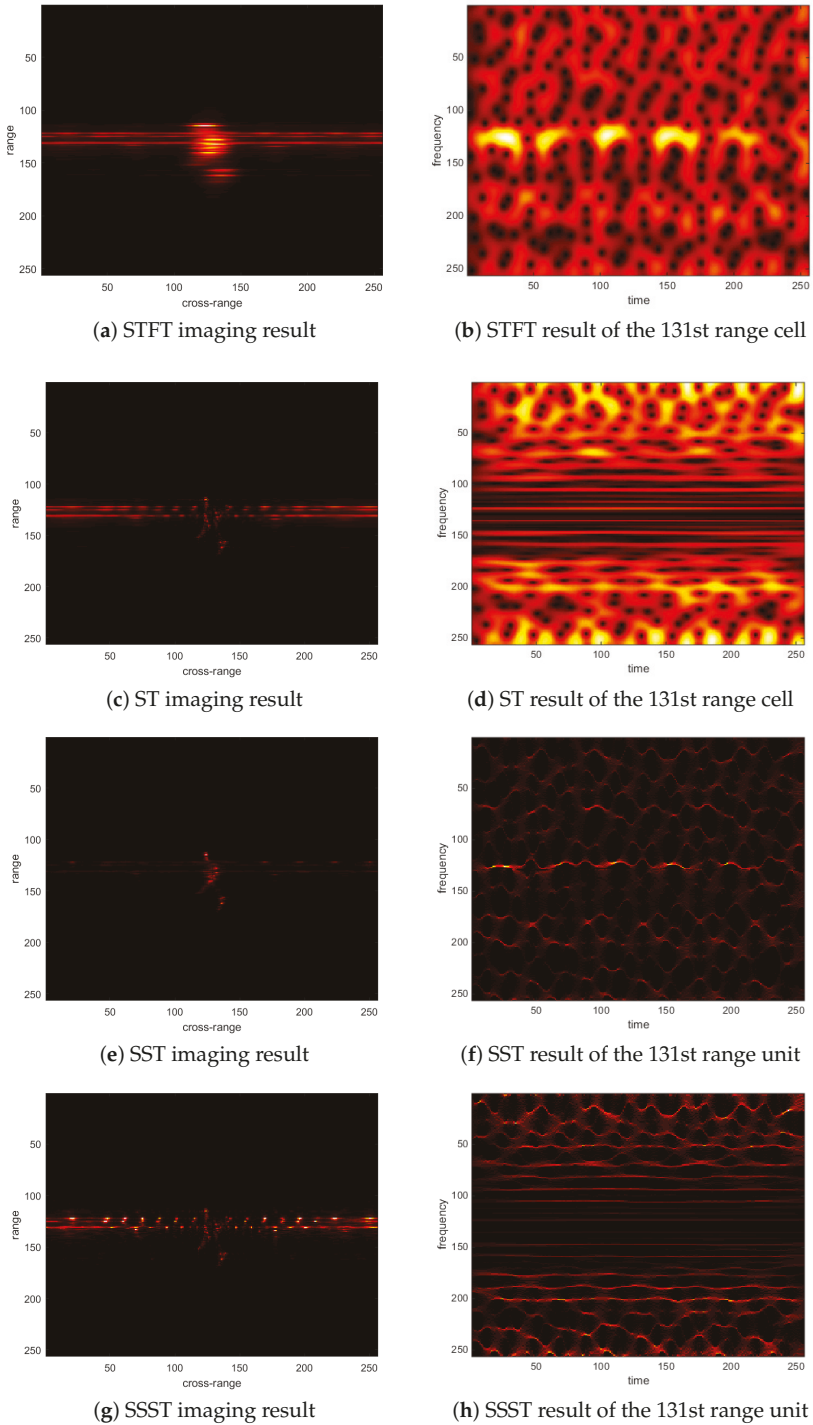 50
100
150
200
250
range
50 100 150 200 250
cross-range
(a) STFT imaging result
50
100
150
200
250
frequency
50 100 150 200 250
time
(b) STFT result of the 131st range cell
50
100
150
200
250
range
50 100 150 200 250
cross-range
(c) ST imaging result
50
100
150
200
250
frequency
50 100 150 200 250
time
(d) ST result of the 131st range cell
50
100
150
200
250
range
50 100 150 200 250
cross-range
(e) SST imaging result
50
100
150
200
250
frequency
50 100 150 200 250
time
(f) SST result of the 131st range unit
50
100
150
200
250
range
50 100 150 200 250
cross-range
(g) SSST imaging result
50
100
150
200
250
frequency
50 100 150 200 250
time
(h) SSST result of the 131st range unit